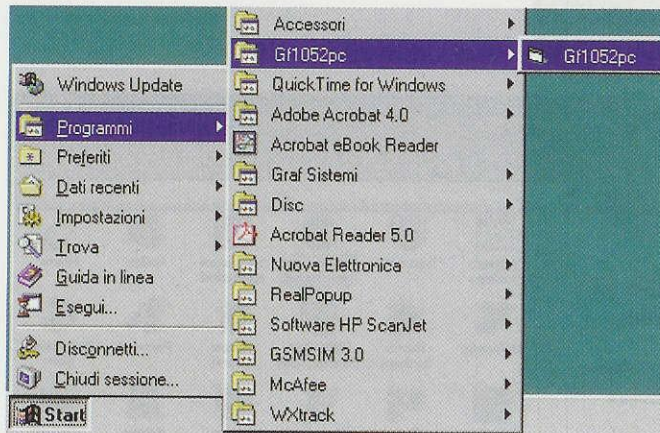 Windows Update
Programmi
Preferiti
Dati recenti
Impostazioni
Trova
Guida in linea
Esegui...
Disconnetti...
Chiudi sessione...
Start
Accessori
Gf1052pc
QuickTime for Windows
Adobe Acrobat 4.0
Acrobat eBook Reader
Graf Sistemi
Disc
Acrobat Reader 5.0
Nuova Elettronica
RealPopup
Software HP ScanJet
GSMSIM 3.0
McAfee
WXtrack
Gf1052pc